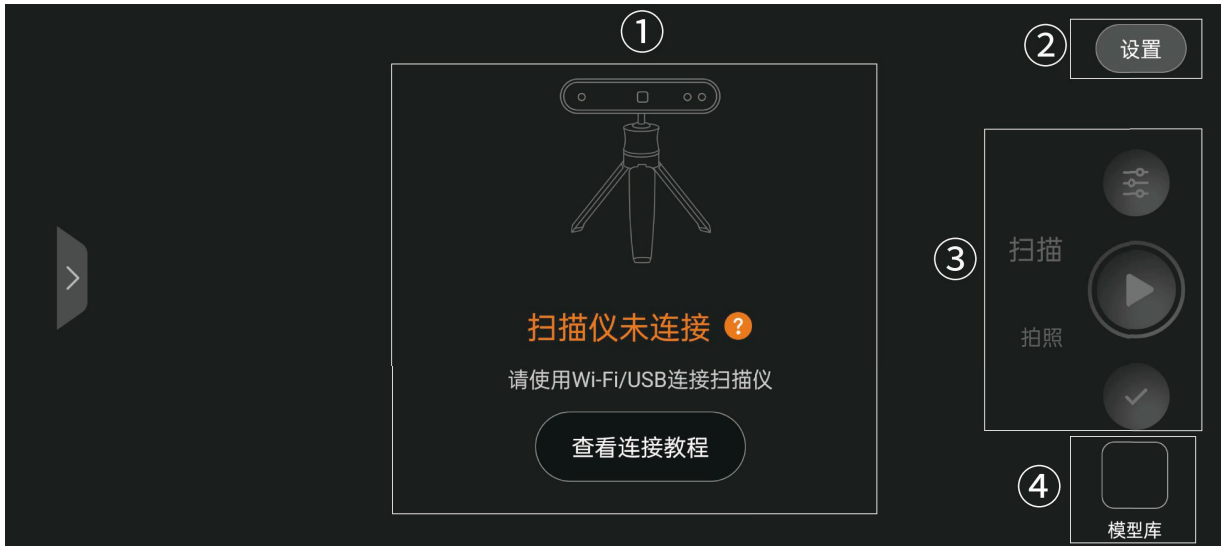 ①
② 设置
扫描仪未连接 ?
请使用Wi-Fi/USB连接扫描仪
查看连接教程
③ 扫描
拍照
④
模型库